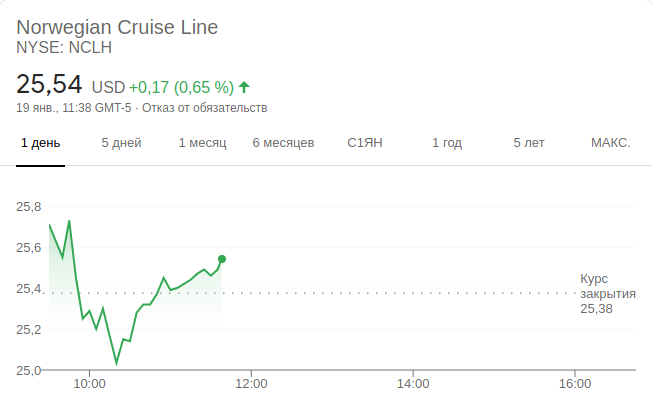 Norwegian Cruise Line
NYSE: NCLH
25,54 USD +0,17 (0,65 %)
19 янв., 11:38 GMT-5 · Отказ от обязательств
1 день 5 дней 1 месяц 6 месяцев С1ЯН 1 год 5 лет МАКС.
25,8
25,6
25,4
25,2
25,0
Курс
закрытия
25,38
10:00 12:00 14:00 16:00